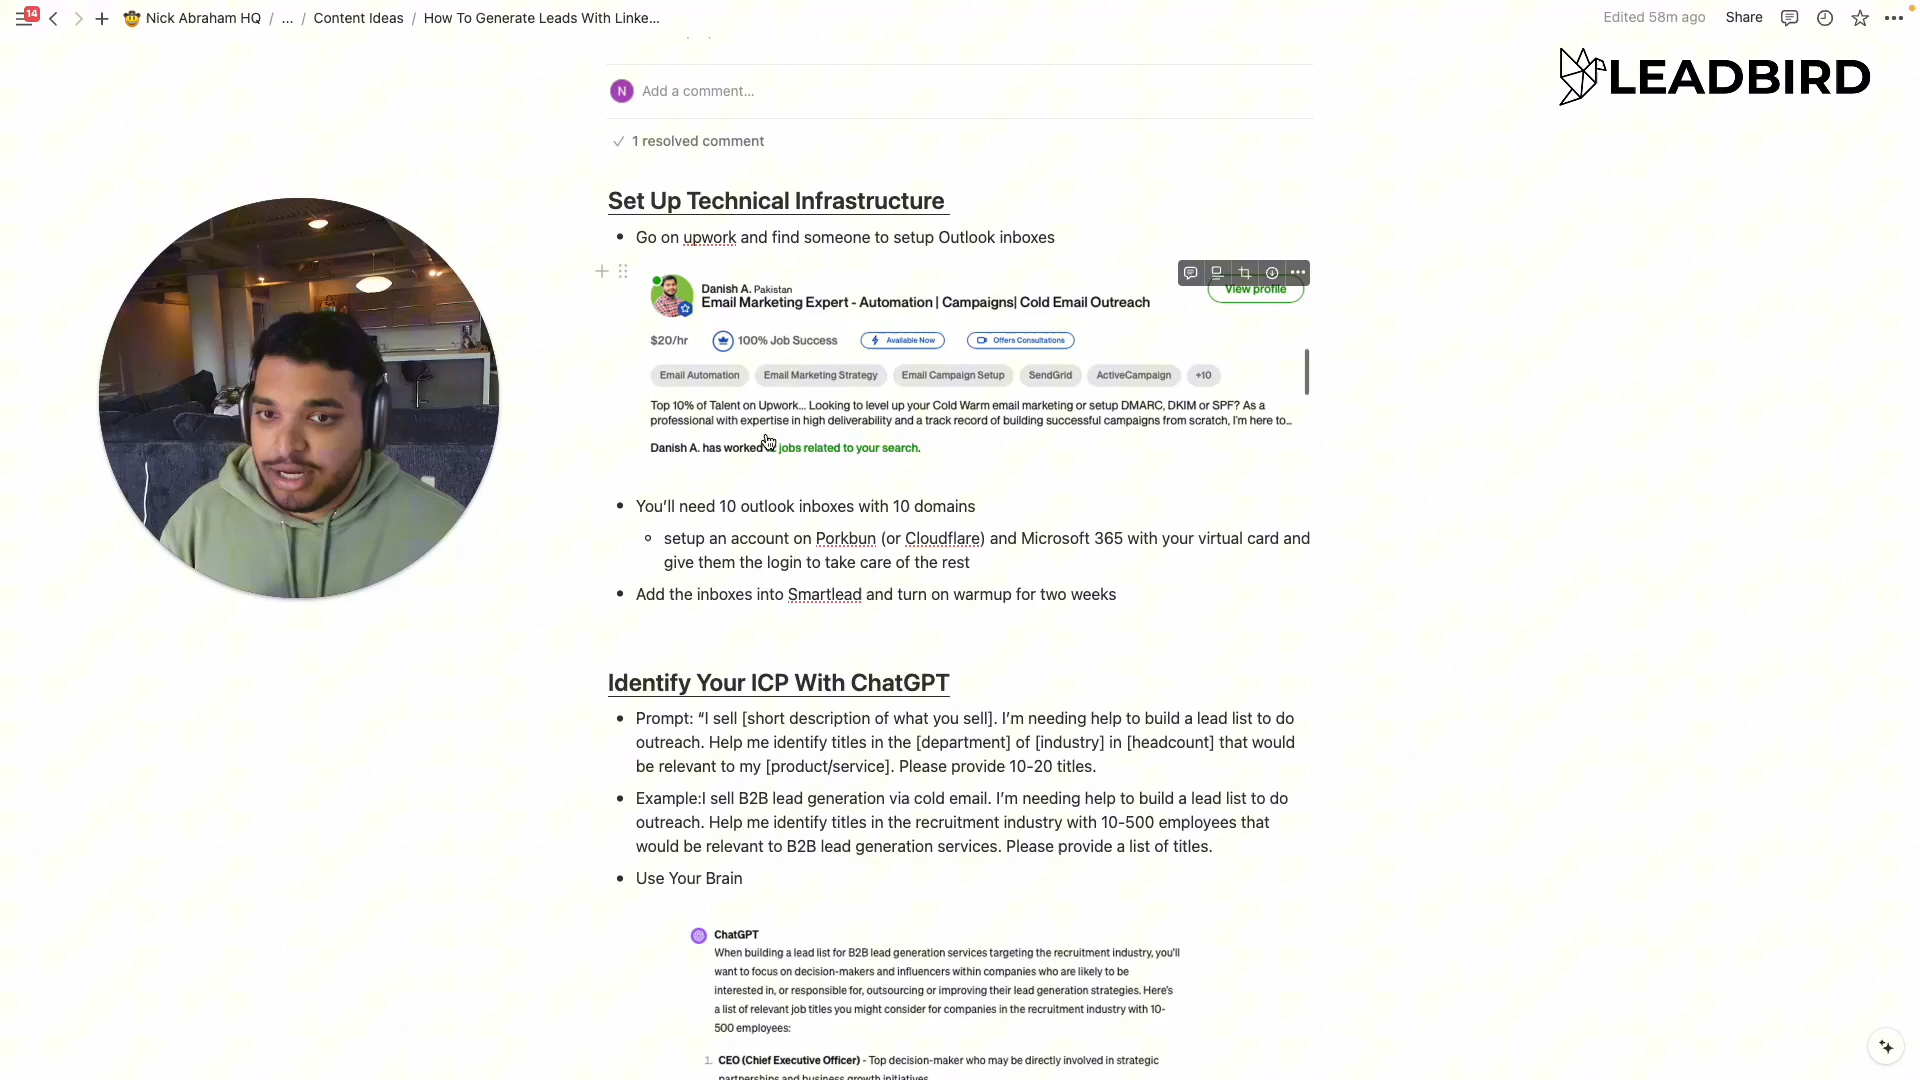 14
Nick Abraham HQ / ... / Content Ideas / How To Generate Leads With Linke...
Edited 58m ago
Share
LEADBIRD
N
Add a comment...
1 resolved comment
Set Up Technical Infrastructure
Go on upwork and find someone to setup Outlook inboxes
Danish A. Pakistan
Email Marketing Expert - Automation | Campaigns| Cold Email Outreach
View profile
$20/hr
100% Job Success
Available Now
Offers Consultations
Email Automation
Email Marketing Strategy
Email Campaign Setup
SendGrid
ActiveCampaign
+10
Top 10% of Talent on Upwork... Looking to level up your Cold Warm email marketing or setup DMARC, DKIM or SPF? As a
professional with expertise in high deliverability and a track record of building successful campaigns from scratch, I'm here to...
Danish A. has worked jobs related to your search.
You'll need 10 outlook inboxes with 10 domains
setup an account on Porkbun (or Cloudflare) and Microsoft 365 with your virtual card and
give them the login to take care of the rest
Add the inboxes into Smartlead and turn on warmup for two weeks
Identify Your ICP With ChatGPT
Prompt: “I sell [short description of what you sell]. I'm needing help to build a lead list to do
outreach. Help me identify titles in the [department] of [industry] in [headcount] that would
be relevant to my [product/service]. Please provide 10-20 titles.
Example:I sell B2B lead generation via cold email. I'm needing help to build a lead list to do
outreach. Help me identify titles in the recruitment industry with 10-500 employees that
would be relevant to B2B lead generation services. Please provide a list of titles.
Use Your Brain
ChatGPT
When building a lead list for B2B lead generation services targeting the recruitment industry, you'll
want to focus on decision-makers and influencers within companies who are likely to be
interested in, or responsible for, outsourcing or improving their lead generation strategies. Here's
a list of relevant job titles you might consider for companies in the recruitment industry with 10-
500 employees:
1. CEO (Chief Executive Officer) - Top decision-maker who may be directly involved in strategic
partnerships and business growth initiatives.